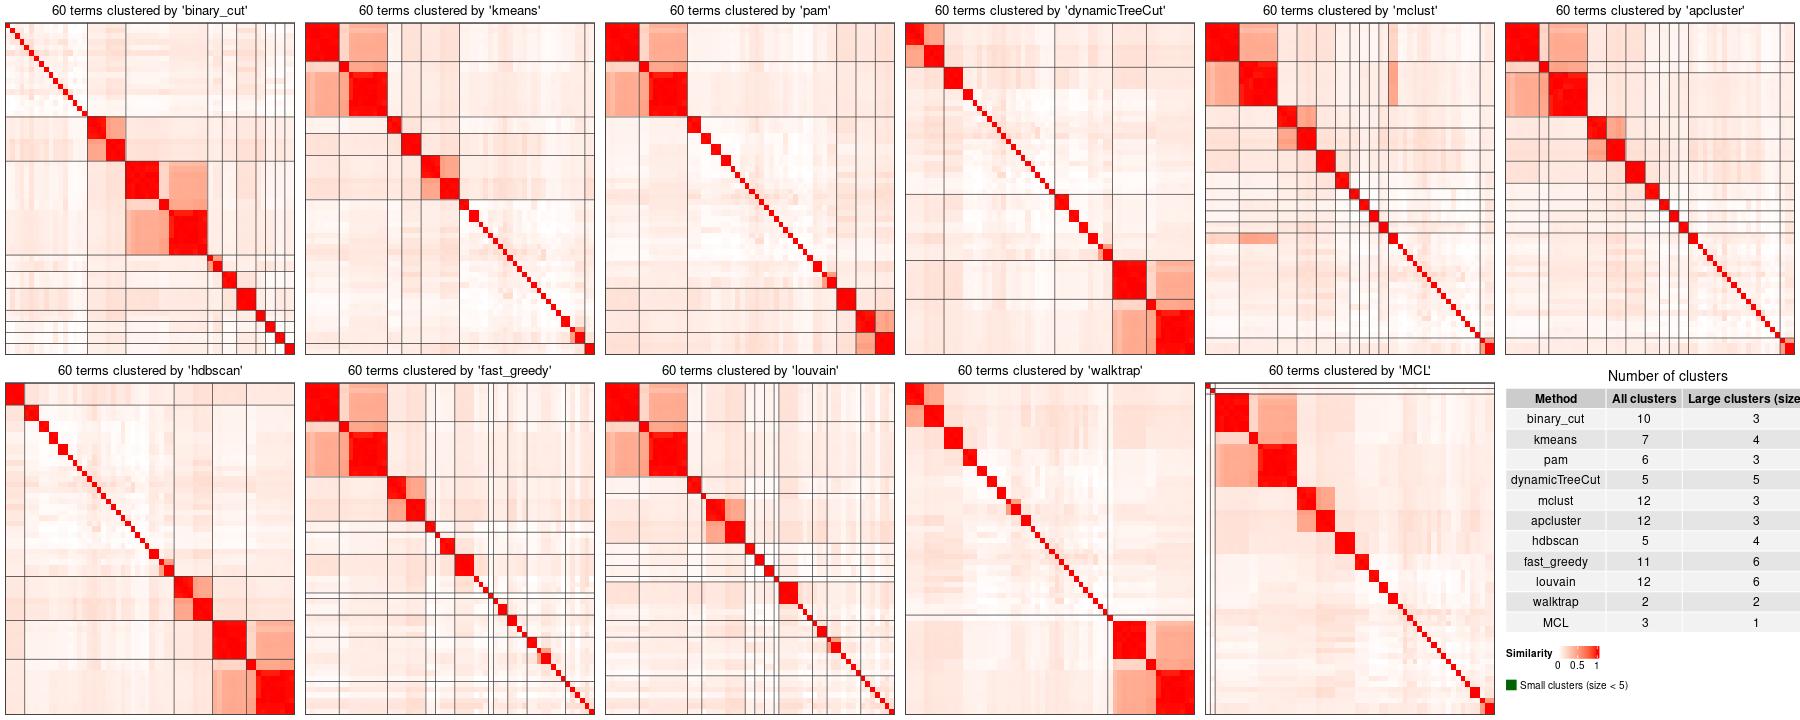 60 terms clustered by 'binary_cut'
60 terms clustered by 'kmeans'
60 terms clustered by 'pam'
60 terms clustered by 'dynamicTreeCut'
60 terms clustered by 'mclust'
60 terms clustered by 'apcluster'
60 terms clustered by 'hdbscan'
60 terms clustered by 'fast_greedy'
60 terms clustered by 'louvain'
60 terms clustered by 'walktrap'
60 terms clustered by 'MCL'
Number of clusters
Method All clusters Large clusters (size
binary_cut 10 3
kmeans 7 4
pam 6 3
dynamicTreeCut 5 5
mclust 12 3
apcluster 12 3
hdbscan 5 4
fast_greedy 11 6
louvain 12 6
walktrap 2 2
MCL 3 1
Similarity
0 0.5 1
Small clusters (size < 5)